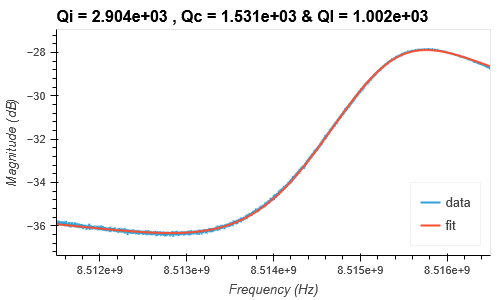 Qi = 2.904e+03 , Qc = 1.531e+03 & Ql = 1.002e+03
Magnitude (dB)
−28
−30
−32
−34
−36
data
fit
8.512e+9 8.513e+9 8.514e+9 8.515e+9 8.516e+9
Frequency (Hz)